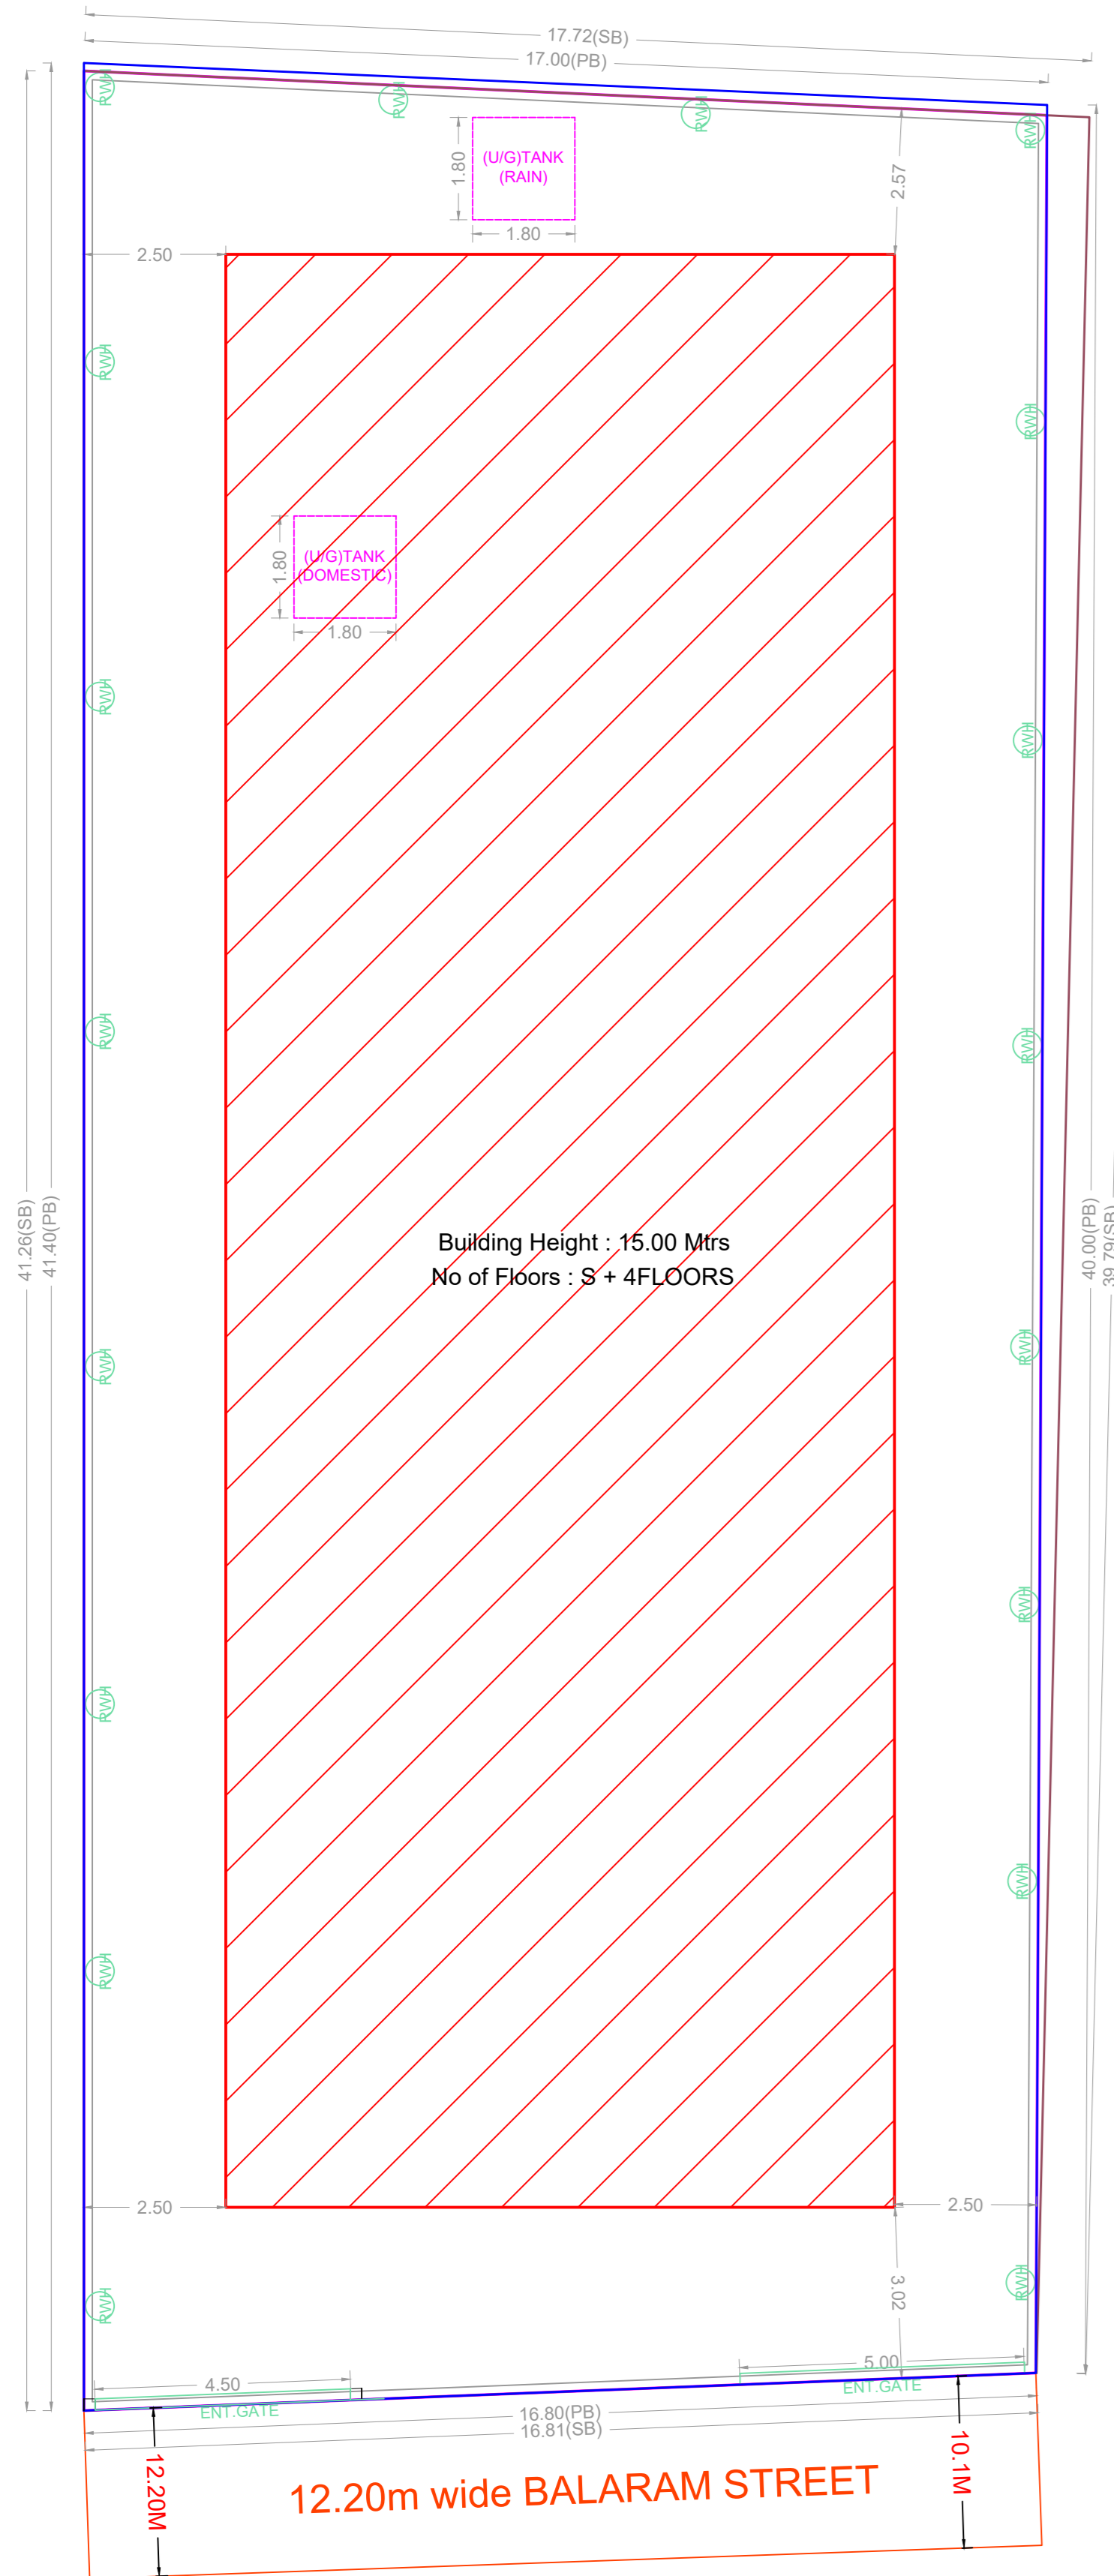 17.72(SB)
17.00(PB)
RWH
RWH
RWH
RWH
(U/G)TANK
(RAIN)
1.80
1.80
2.57
2.50
RWH
RWH
(U/G)TANK
(DOMESTIC)
1.80
1.80
RWH
RWH
RWH
RWH
41.26(SB)
41.40(PB)
40.00(PB)
39.79(SB)
Building Height : 15.00 Mtrs
No of Floors : S + 4FLOORS
RWH
RWH
RWH
RWH
RWH
RWH
2.50
2.50
RWH
RWH
3.02
4.50
5.00
ENT.GATE
ENT.GATE
16.80(PB)
16.81(SB)
12.20M
10.1M
12.20m wide BALARAM STREET